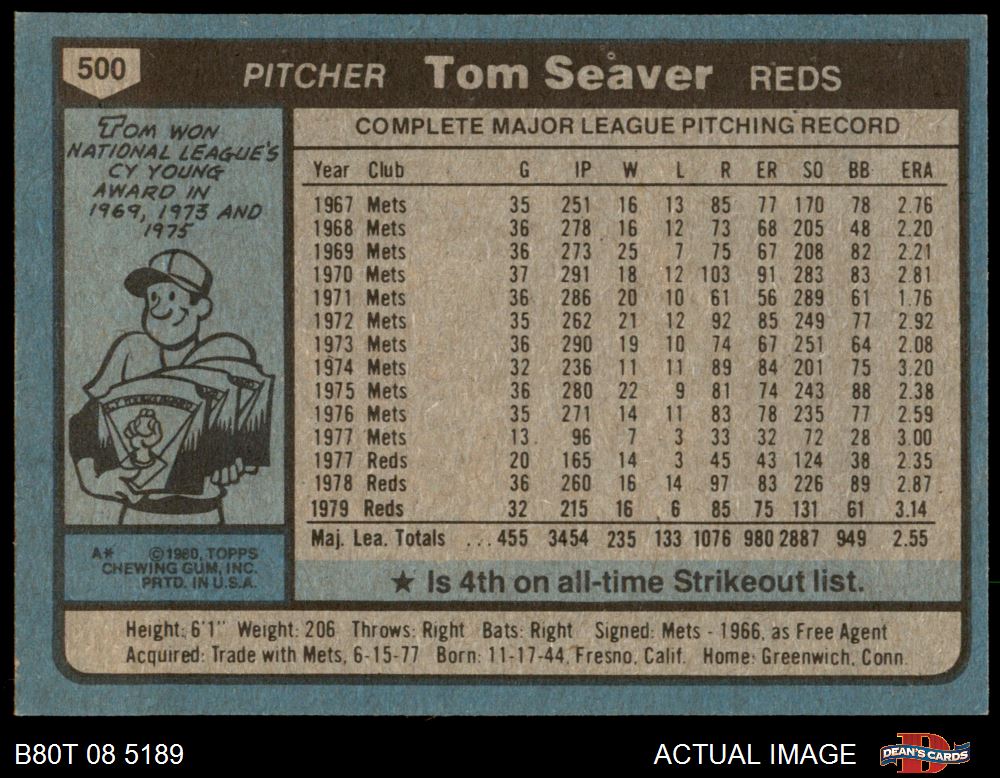 500 PITCHER Tom Seaver REDS
TOM WON
NATIONAL LEAGUE'S
CY YOUNG
AWARD IN
1969, 1973 AND
1975
A* ©1980, TOPPS
CHEWING GUM, INC.
PRTD. IN U.S.A.
COMPLETE MAJOR LEAGUE PITCHING RECORD
Year Club G IP W L R ER SO BB ERA
1967 Mets 35 251 16 13 85 77 170 78 2.76
1968 Mets 36 278 16 12 73 68 205 48 2.20
1969 Mets 36 273 25 7 75 67 208 82 2.21
1970 Mets 37 291 18 12 103 91 283 83 2.81
1971 Mets 36 286 20 10 61 56 289 61 1.76
1972 Mets 35 262 21 12 92 85 249 77 2.92
1973 Mets 36 290 19 10 74 67 251 64 2.08
1974 Mets 32 236 11 11 89 84 201 75 3.20
1975 Mets 36 280 22 9 81 74 243 88 2.38
1976 Mets 35 271 14 11 83 78 235 77 2.59
1977 Mets 13 96 7 3 33 32 72 28 3.00
1977 Reds 20 165 14 3 45 43 124 38 2.35
1978 Reds 36 260 16 14 97 83 226 89 2.87
1979 Reds 32 215 16 6 85 75 131 61 3.14
Maj. Lea. Totals ...455 3454 235 133 1076 980 2887 949 2.55
★ Is 4th on all-time Strikeout list.
Height: 6'1" Weight: 206 Throws: Right Bats: Right Signed: Mets - 1966, as Free Agent
Acquired: Trade with Mets, 6-15-77 Born: 11-17-44, Fresno, Calif. Home: Greenwich, Conn.
B80T 08 5189 ACTUAL IMAGE DEAN'S CARDS